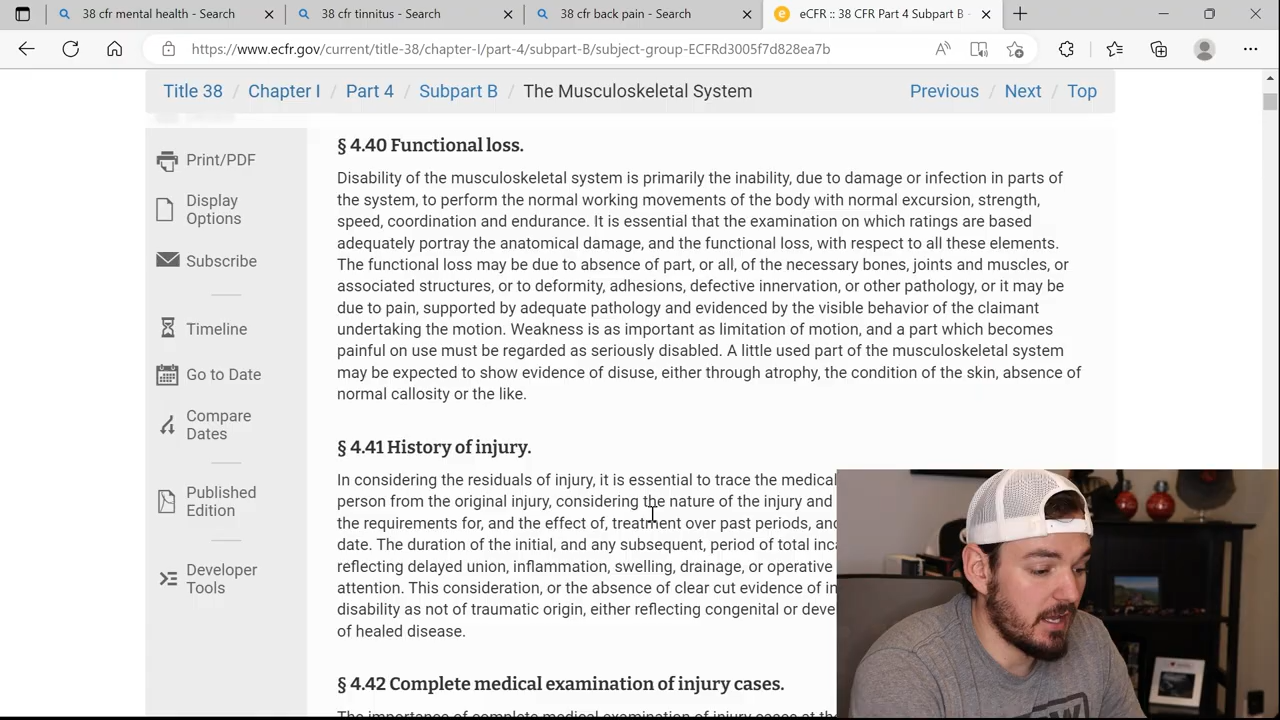 38 cfr mental health - Search
38 cfr tinnitus - Search
38 cfr back pain - Search
eCFR :: 38 CFR Part 4 Subpart B -
https://www.ecfr.gov/current/title-38/chapter-I/part-4/subpart-B/subject-group-ECFRd3005f7d828ea7b
Title 38 / Chapter I / Part 4 / Subpart B / The Musculoskeletal System
Previous / Next / Top
Print/PDF
Display
Options
Subscribe
Timeline
Go to Date
Compare
Dates
Published
Edition
Developer
Tools
§ 4.40 Functional loss.
Disability of the musculoskeletal system is primarily the inability, due to damage or infection in parts of
the system, to perform the normal working movements of the body with normal excursion, strength,
speed, coordination and endurance. It is essential that the examination on which ratings are based
adequately portray the anatomical damage, and the functional loss, with respect to all these elements.
The functional loss may be due to absence of part, or all, of the necessary bones, joints and muscles, or
associated structures, or to deformity, adhesions, defective innervation, or other pathology, or it may be
due to pain, supported by adequate pathology and evidenced by the visible behavior of the claimant
undertaking the motion. Weakness is as important as limitation of motion, and a part which becomes
painful on use must be regarded as seriously disabled. A little used part of the musculoskeletal system
may be expected to show evidence of disuse, either through atrophy, the condition of the skin, absence of
normal callosity or the like.
§ 4.41 History of injury.
In considering the residuals of injury, it is essential to trace the medical
person from the original injury, considering the nature of the injury and
the requirements for, and the effect of, treatment over past periods, and
date. The duration of the initial, and any subsequent, period of total
reflecting delayed union, inflammation, swelling, drainage, or operative
attention. This consideration, or the absence of clear cut evidence of
disability as not of traumatic origin, either reflecting congenital or
of healed disease.
§ 4.42 Complete medical examination of injury cases.
The importance of complete medical examination of injury cases at the